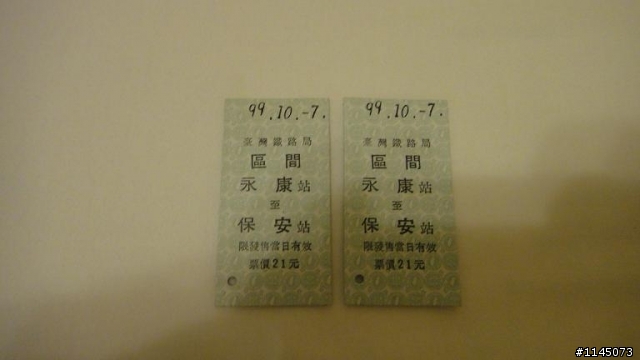 99.10.-7.
臺灣鐵路局
區間
永康站
至
保安站
限發售當日有效
票價21元
99.10.-7.
臺灣鐵路局
區間
永康站
至
保安站
限發售當日有效
票價21元
#1145073